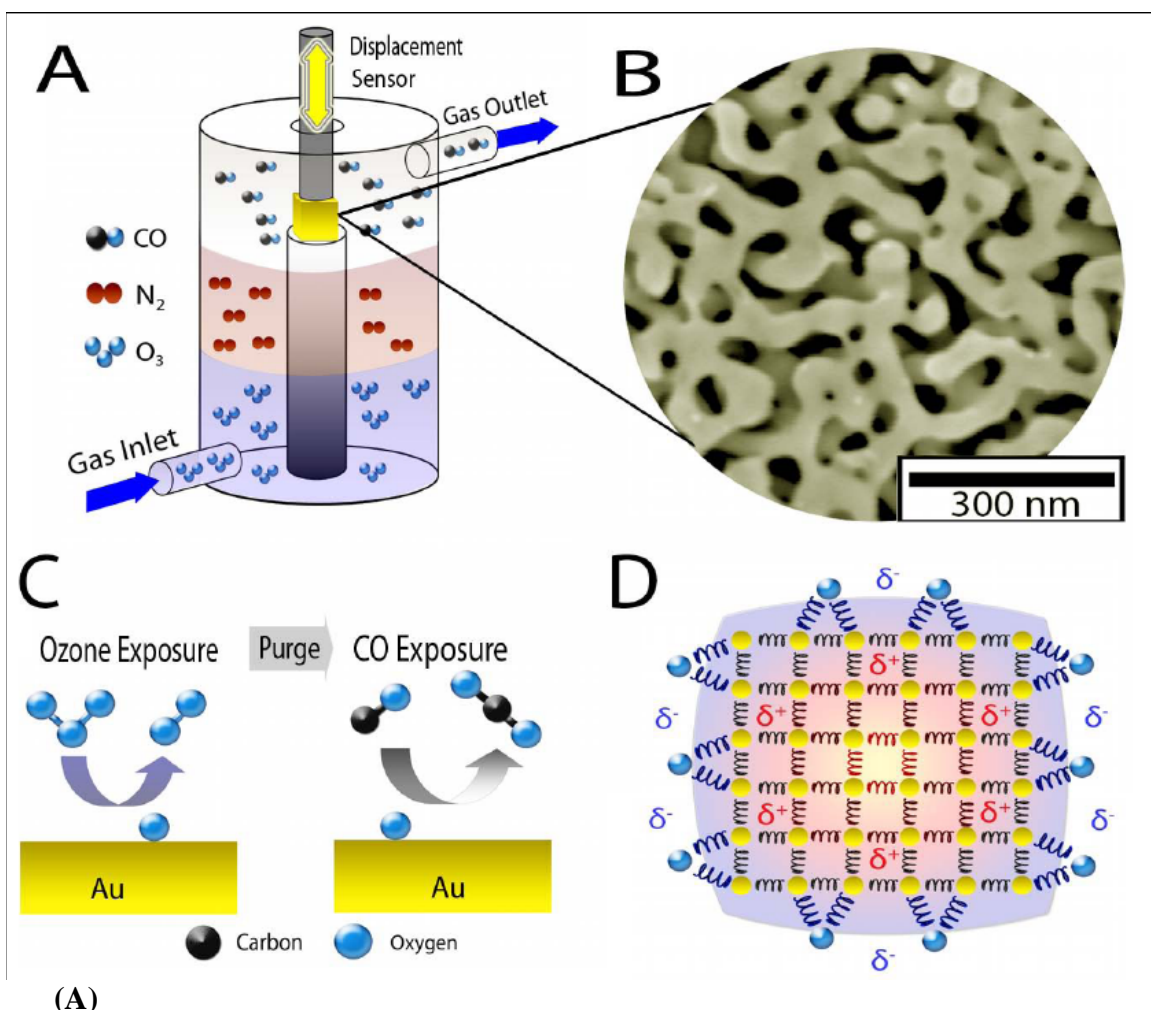 A
Displacement
Sensor
Gas Outlet
CO
N₂
O₃
Gas Inlet
B
300 nm
C
Ozone Exposure
Purge
CO Exposure
Au
Au
Carbon
Oxygen
D
δ⁻
δ⁺
δ⁻
δ⁺
δ⁺
δ⁻
δ⁻
δ⁺
δ⁺
δ⁻
δ⁺
δ⁻
(A)